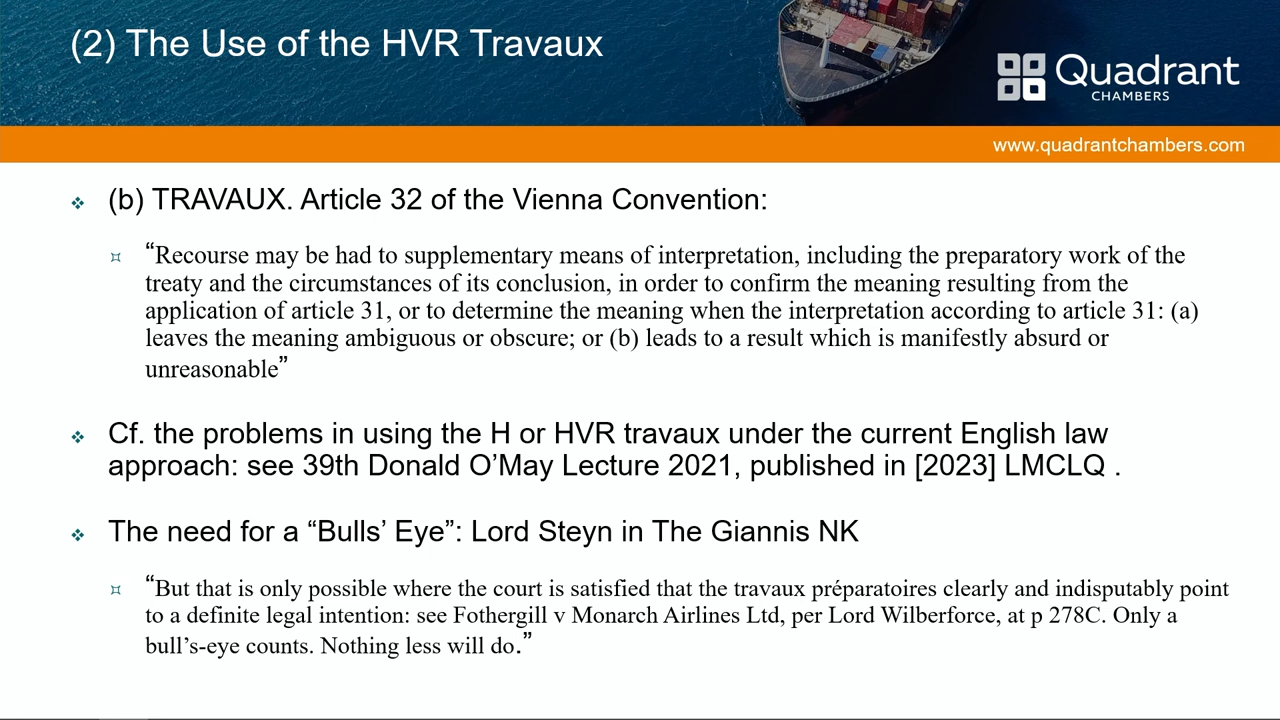 (2) The Use of the HVR Travaux
Quadrant
CHAMBERS
www.quadrantchambers.com
(b) TRAVAUX. Article 32 of the Vienna Convention:
“Recourse may be had to supplementary means of interpretation, including the preparatory work of the
treaty and the circumstances of its conclusion, in order to confirm the meaning resulting from the
application of article 31, or to determine the meaning when the interpretation according to article 31: (a)
leaves the meaning ambiguous or obscure; or (b) leads to a result which is manifestly absurd or
unreasonable”
Cf. the problems in using the H or HVR travaux under the current English law
approach: see 39th Donald O’May Lecture 2021, published in [2023] LMCLQ .
The need for a “Bulls’ Eye”: Lord Steyn in The Giannis NK
“But that is only possible where the court is satisfied that the travaux préparatoires clearly and indisputably point
to a definite legal intention: see Fothergill v Monarch Airlines Ltd, per Lord Wilberforce, at p 278C. Only a
bull’s-eye counts. Nothing less will do.”